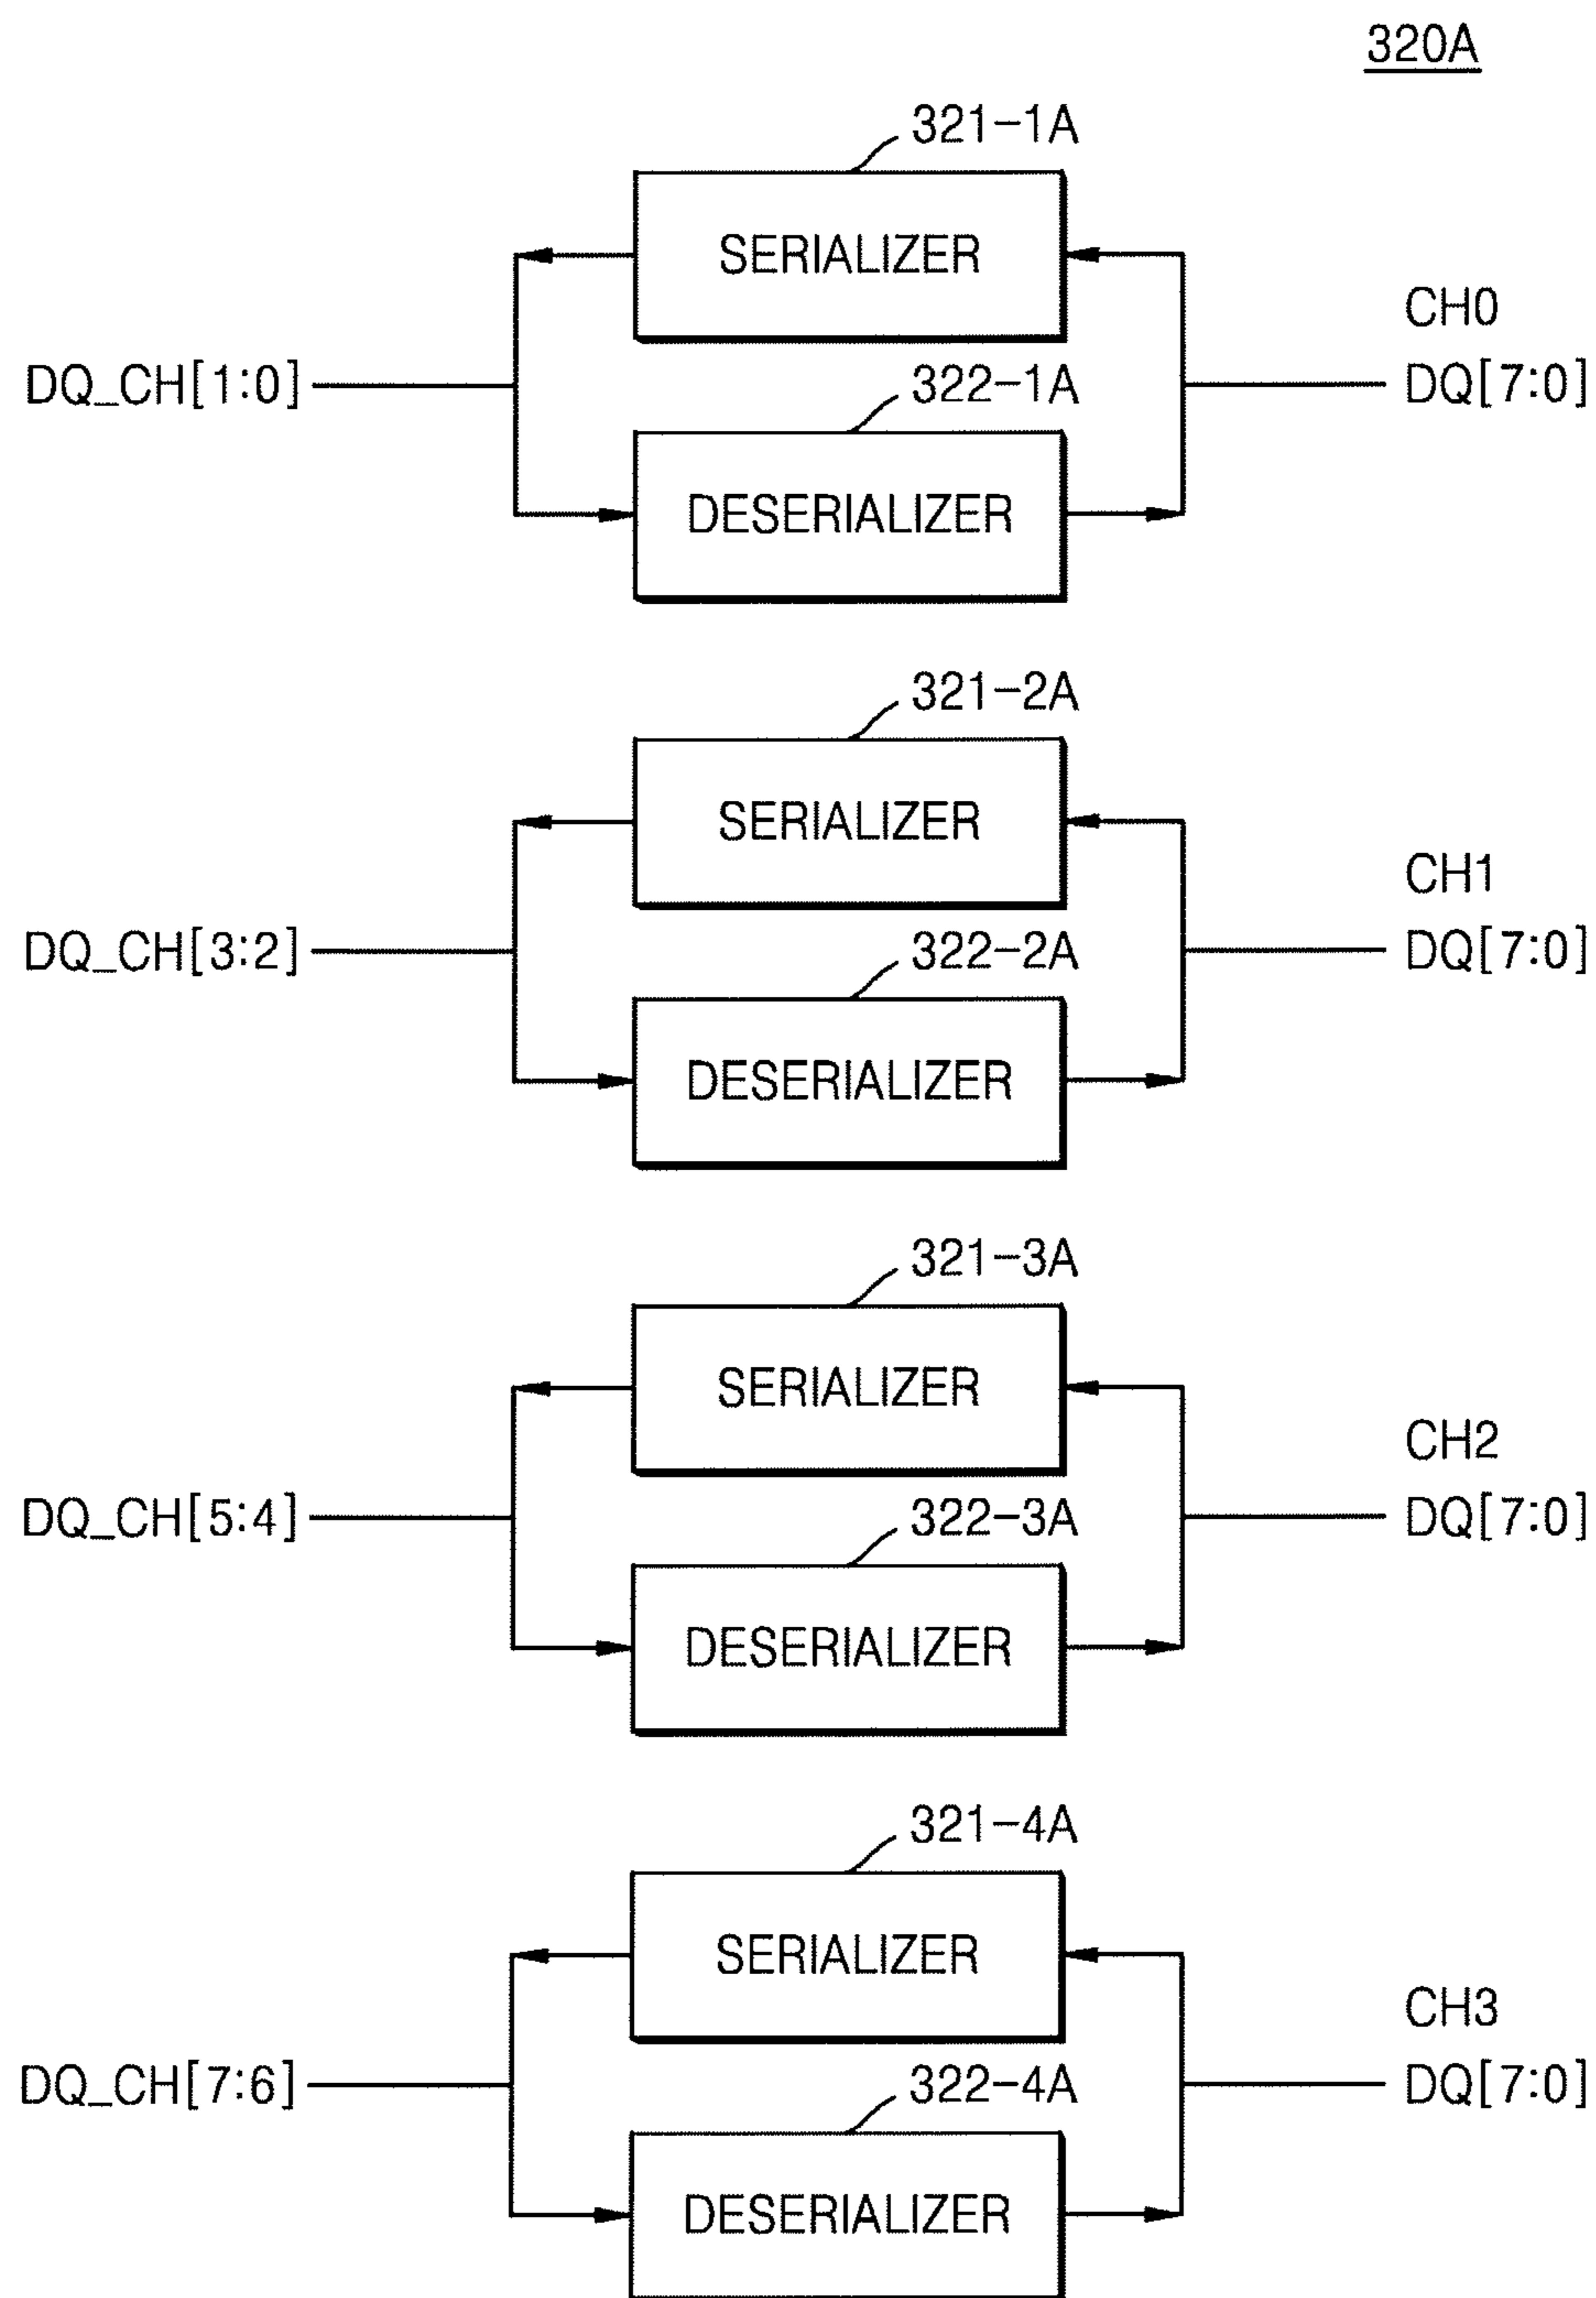 320A
321-1A
SERIALIZER
CH0
DQ_CH[1:0]
322-1A
DQ[7:0]
DESERIALIZER
321-2A
SERIALIZER
CH1
DQ_CH[3:2]
322-2A
DQ[7:0]
DESERIALIZER
321-3A
SERIALIZER
CH2
DQ_CH[5:4]
322-3A
DQ[7:0]
DESERIALIZER
321-4A
SERIALIZER
CH3
DQ_CH[7:6]
322-4A
DQ[7:0]
DESERIALIZER